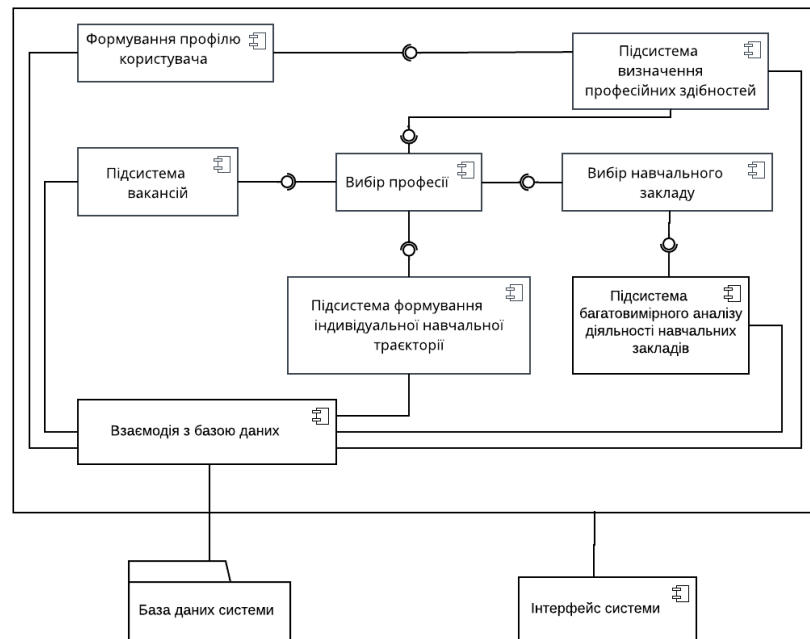 Формування профілю
користувача
Підсистема
визначення
професійних здібностей
Підсистема
вакансій
Вибір професії
Вибір навчального
закладу
Підсистема формування
індивідуальної навчальної
траєкторії
Підсистема
багатовимірного аналізу
діяльності навчальних
закладів
Взаємодія з базою даних
База даних системи
Інтерфейс системи